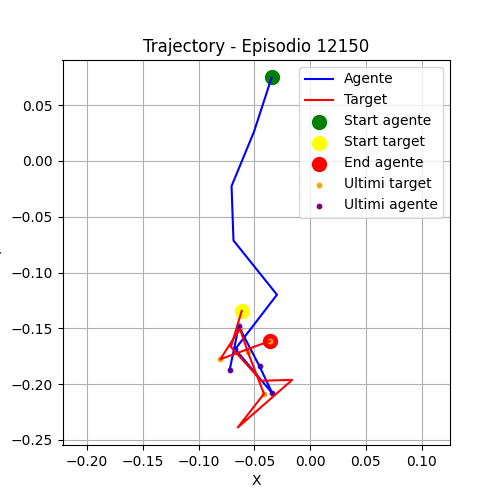 Trajectory - Episodio 12150
Agente
Target
Start agente
Start target
End agente
Ultimi target
Ultimi agente
0.05
0.00
−0.05
−0.10
−0.15
−0.20
−0.25
−0.20 −0.15 −0.10 −0.05 0.00 0.05 0.10
X